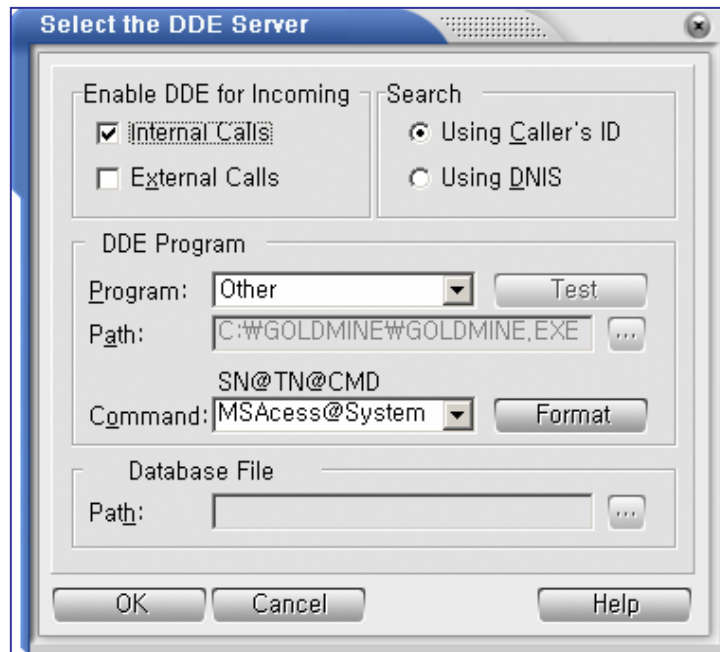 Select the DDE Server
Enable DDE for Incoming
Internal Calls
External Calls
Search
Using Caller's ID
Using DNIS
DDE Program
Program: Other Test
Path: C:₩GOLDMINE₩GOLDMINE,EXE ...
SN@TN@CMD
Command: MSAcess@System Format
Database File
Path: ...
OK Cancel Help